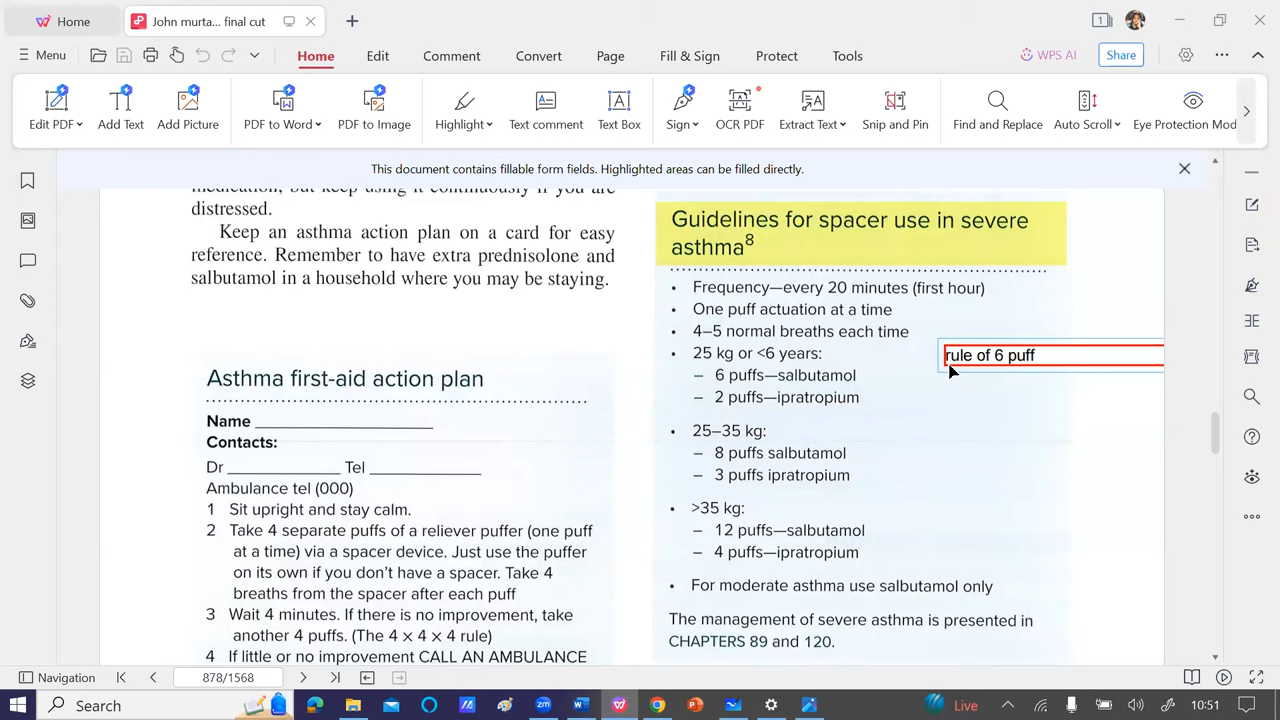 Home
John murta... final cut
1
Menu
Home
Edit
Comment
Convert
Page
Fill & Sign
Protect
Tools
WPS AI
Share
Edit PDF
Add Text
Add Picture
PDF to Word
PDF to Image
Highlight
Text comment
Text Box
Sign
OCR PDF
Extract Text
Snip and Pin
Find and Replace
Auto Scroll
Eye Protection Mod
This document contains fillable form fields. Highlighted areas can be filled directly.
medication, but keep using it continuously if you are
distressed.
Keep an asthma action plan on a card for easy
reference. Remember to have extra prednisolone and
salbutamol in a household where you may be staying.
Asthma first-aid action plan
Name
Contacts:
Dr Tel
Ambulance tel (000)
1 Sit upright and stay calm.
2 Take 4 separate puffs of a reliever puffer (one puff
at a time) via a spacer device. Just use the puffer
on its own if you don't have a spacer. Take 4
breaths from the spacer after each puff
3 Wait 4 minutes. If there is no improvement, take
another 4 puffs. (The 4 × 4 × 4 rule)
4 If little or no improvement CALL AN AMBULANCE
Guidelines for spacer use in severe
asthma8
• Frequency—every 20 minutes (first hour)
• One puff actuation at a time
• 4–5 normal breaths each time
• 25 kg or <6 years:
– 6 puffs—salbutamol
– 2 puffs—ipratropium
• 25–35 kg:
– 8 puffs salbutamol
– 3 puffs ipratropium
• >35 kg:
– 12 puffs—salbutamol
– 4 puffs—ipratropium
• For moderate asthma use salbutamol only
The management of severe asthma is presented in
CHAPTERS 89 and 120.
rule of 6 puff
Navigation
878/1568
Search
Live
10:51